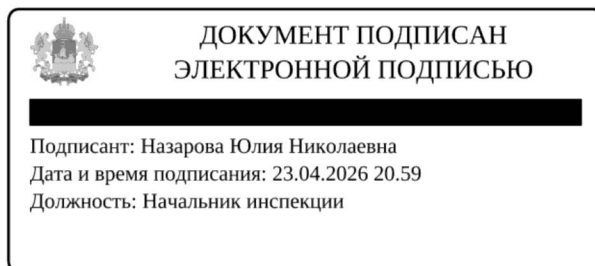 ДОКУМЕНТ ПОДПИСАН
ЭЛЕКТРОННОЙ ПОДПИСЬЮ
Подписант: Назарова Юлия Николаевна
Дата и время подписания: 23.04.2026 20.59
Должность: Начальник инспекции